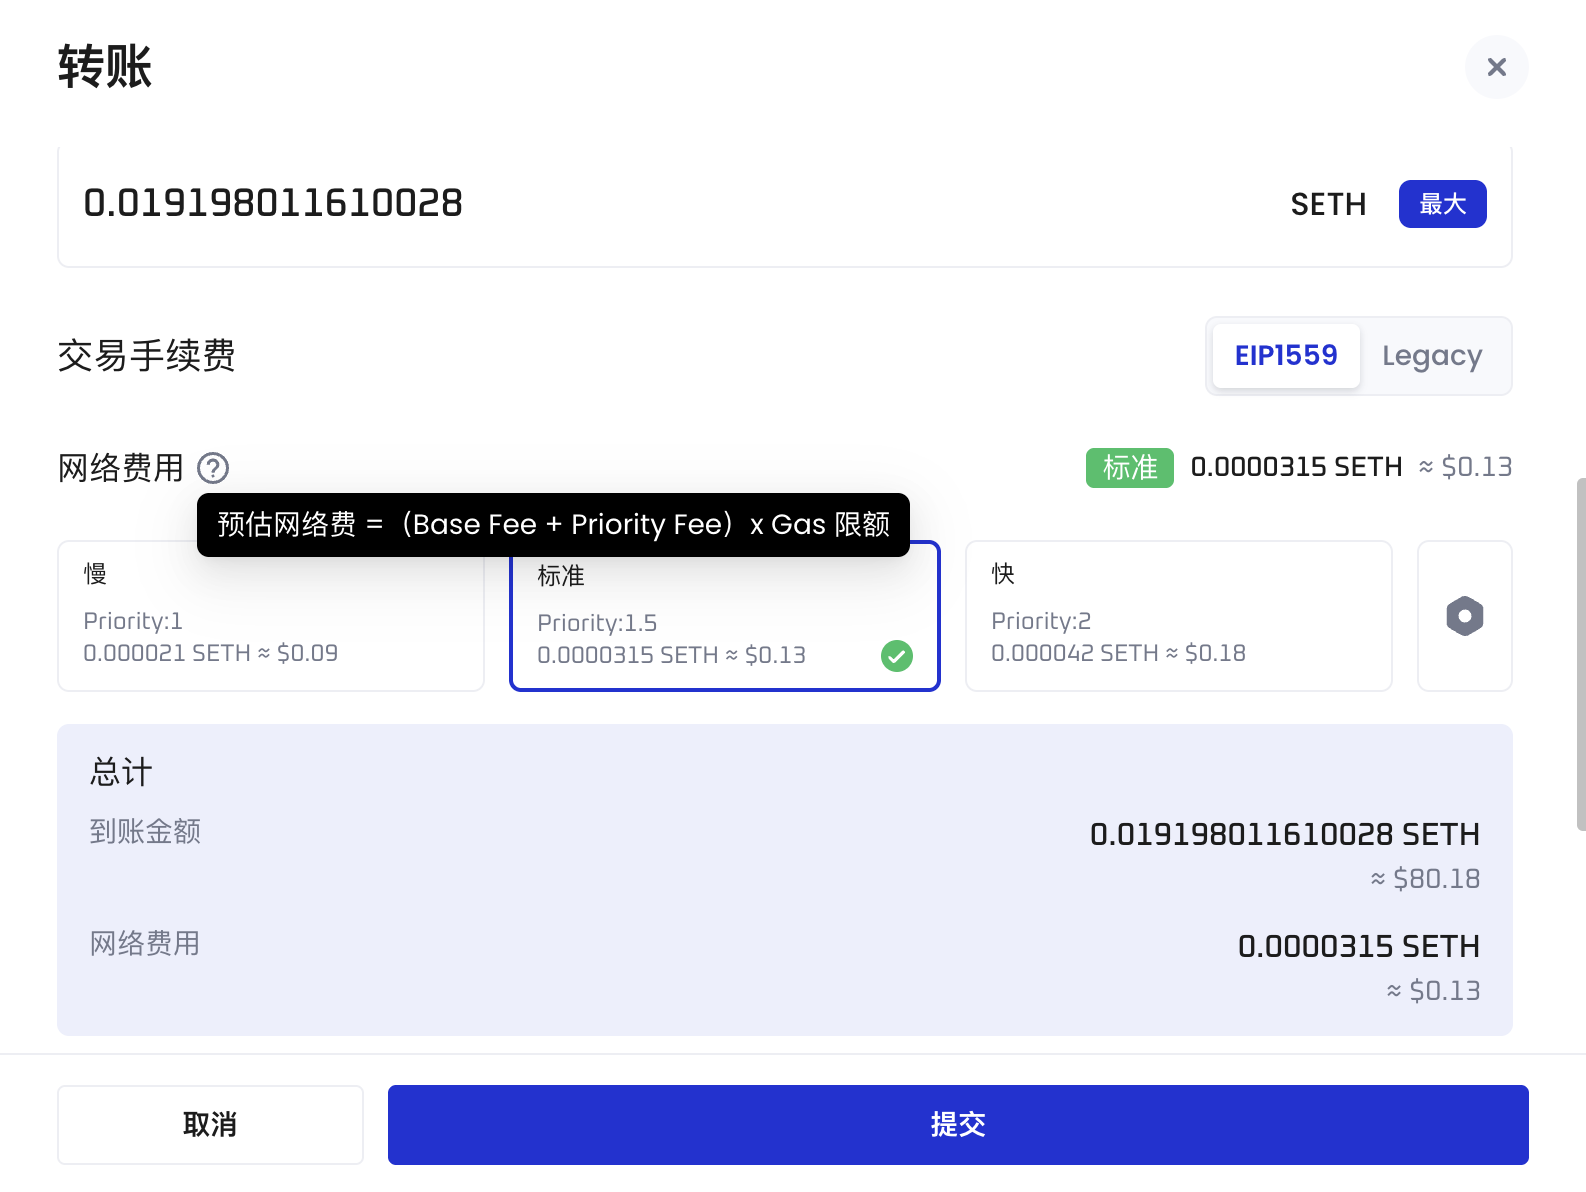 转账
0.019198011610028
SETH
最大
交易手续费
EIP1559
Legacy
网络费用
标准
0.0000315 SETH
≈ $0.13
预估网络费 =（Base Fee + Priority Fee）x Gas 限额
慢
Priority:1
0.000021 SETH ≈ $0.09
标准
Priority:1.5
0.0000315 SETH ≈ $0.13
快
Priority:2
0.000042 SETH ≈ $0.18
总计
到账金额
0.019198011610028 SETH
≈ $80.18
网络费用
0.0000315 SETH
≈ $0.13
取消
提交